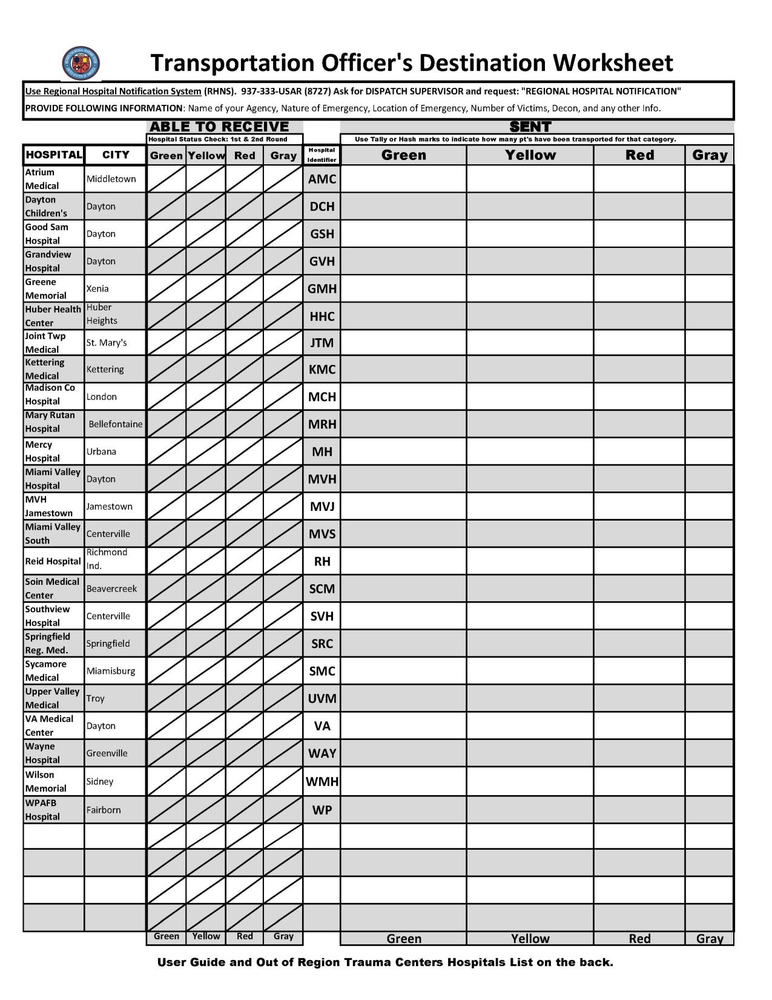 Transportation Officer's Destination Worksheet
Use Regional Hospital Notification System (RHNS).  937-333-USAR (8727) Ask for DISPATCH SUPERVISOR and request: "REGIONAL HOSPITAL NOTIFICATION"
PROVIDE FOLLOWING INFORMATION: Name of your Agency, Nature of Emergency, Location of Emergency, Number of Victims, Decon, and any other Info.
ABLE TO RECEIVE SENT
Hospital Status Check: 1st & 2nd Round Use Tally or Hash marks to indicate how many pt's have been transported for that category.
HOSPITAL CITY Green Yellow Red Gray Hospital Identifier Green Yellow Red Gray
Atrium Medical Middletown AMC
Dayton Children's Dayton DCH
Good Sam Hospital Dayton GSH
Grandview Hospital Dayton GVH
Greene Memorial Xenia GMH
Huber Health Center Huber Heights HHC
Joint Twp Medical St. Mary's JTM
Kettering Medical Kettering KMC
Madison Co Hospital London MCH
Mary Rutan Hospital Bellefontaine MRH
Mercy Hospital Urbana MH
Miami Valley Hospital Dayton MVH
MVH Jamestown Jamestown MVJ
Miami Valley South Centerville MVS
Reid Hospital Richmond Ind. RH
Soin Medical Center Beavercreek SCM
Southview Hospital Centerville SVH
Springfield Reg. Med. Springfield SRC
Sycamore Medical Miamisburg SMC
Upper Valley Medical Troy UVM
VA Medical Center Dayton VA
Wayne Hospital Greenville WAY
Wilson Memorial Sidney WMH
WPAFB Hospital Fairborn WP
Green Yellow Red Gray Green Yellow Red Gray
User Guide and Out of Region Trauma Centers Hospitals List on the back.